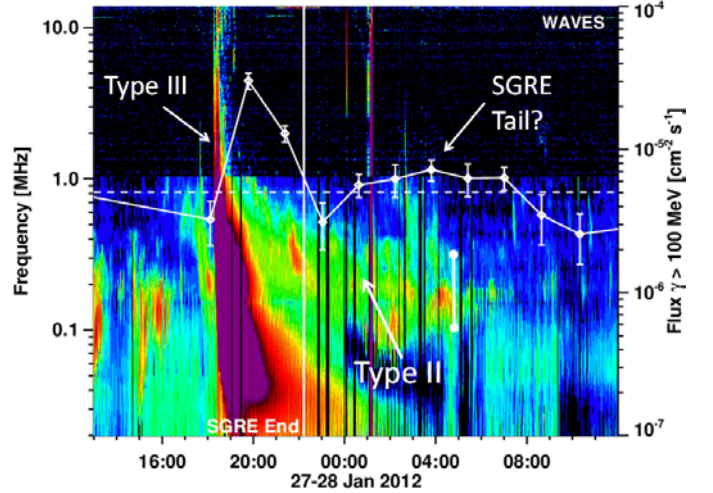 10.0
1.0
0.1
Frequency [MHz]
WAVES
Type III
SGRE
Tail?
Type II
SGRE End
10⁻⁴
10⁻⁵
10⁻⁶
10⁻⁷
Flux γ > 100 MeV [cm⁻² s⁻¹]
16:00 20:00 00:00 04:00 08:00
27-28 Jan 2012